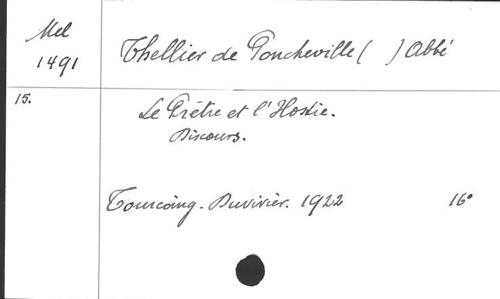 Mel
1491
Thellier de Poncheville ( ) Abbé
15.
Le Prêtre et l'Hostie.
Discours.
Tourcoing - Duvivier. 1922 16°